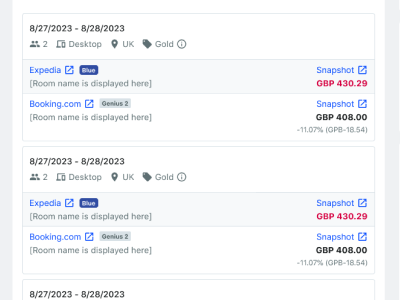 8/27/2023 - 8/28/2023
2 Desktop UK Gold
Expedia Blue Snapshot
[Room name is displayed here] GBP 430.29
Booking.com Genius 2 Snapshot
[Room name is displayed here] GBP 408.00
-11.07% (GPB-18.54)
8/27/2023 - 8/28/2023
2 Desktop UK Gold
Expedia Blue Snapshot
[Room name is displayed here] GBP 430.29
Booking.com Genius 2 Snapshot
[Room name is displayed here] GBP 408.00
-11.07% (GPB-18.54)
8/27/2023 - 8/28/2023